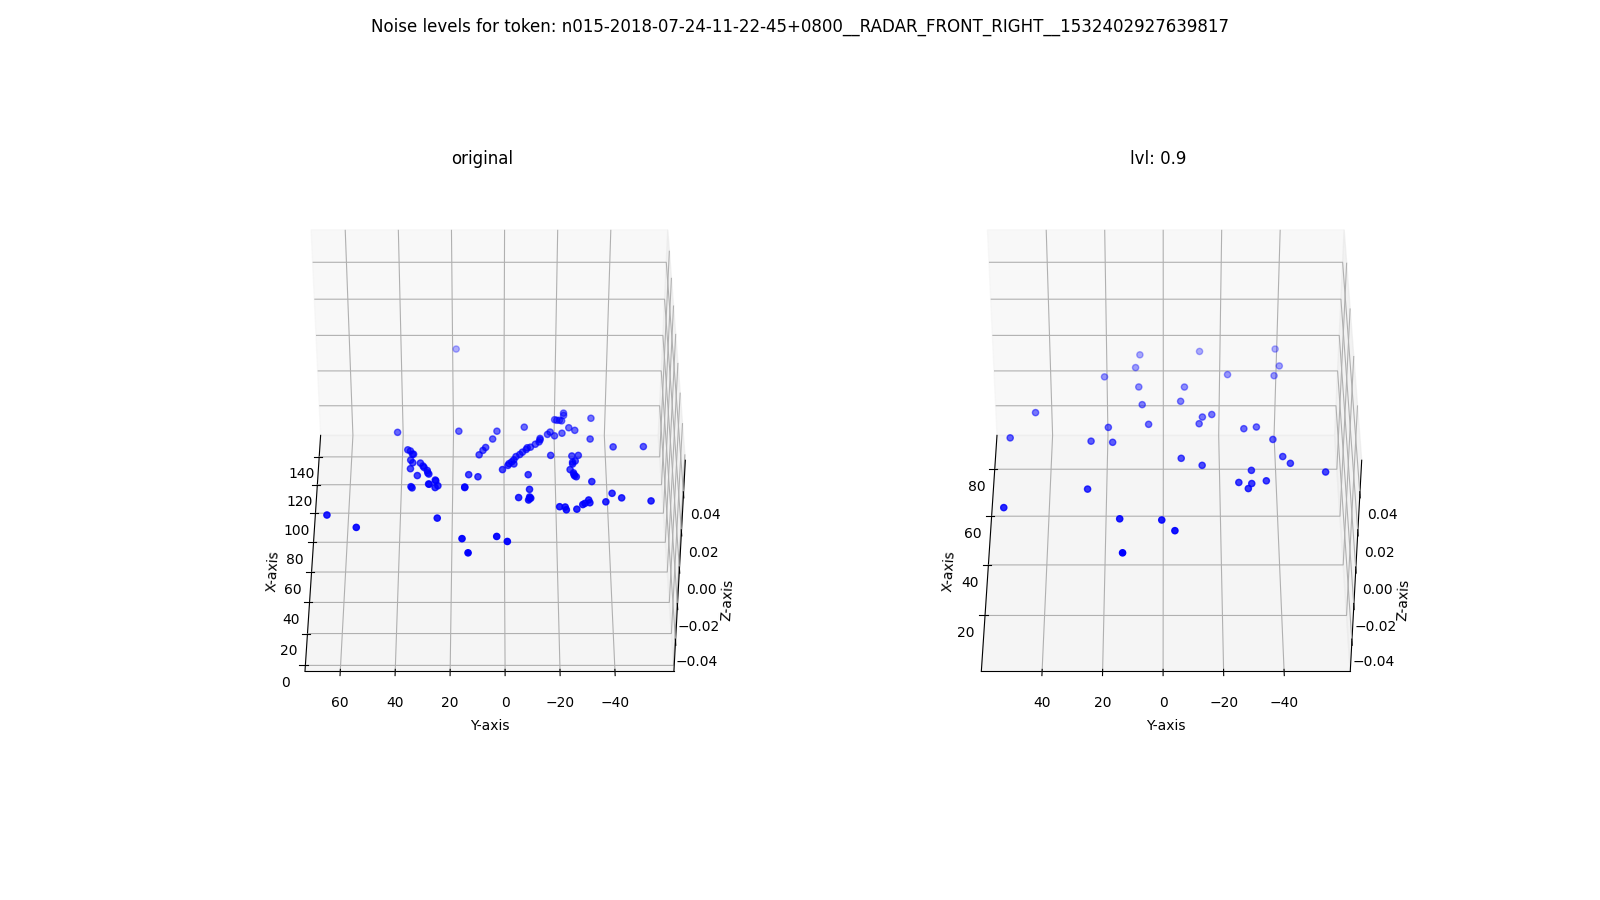 Noise levels for token: n015-2018-07-24-11-22-45+0800__RADAR_FRONT_RIGHT__1532402927639817
original
140
120
100
80
60
40
20
0
X-axis
60 40 20 0 −20 −40
Y-axis
0.04
0.02
0.00
−0.02
−0.04
Z-axis
lvl: 0.9
80
60
40
20
X-axis
40 20 0 −20 −40
Y-axis
0.04
0.02
0.00
−0.02
−0.04
Z-axis